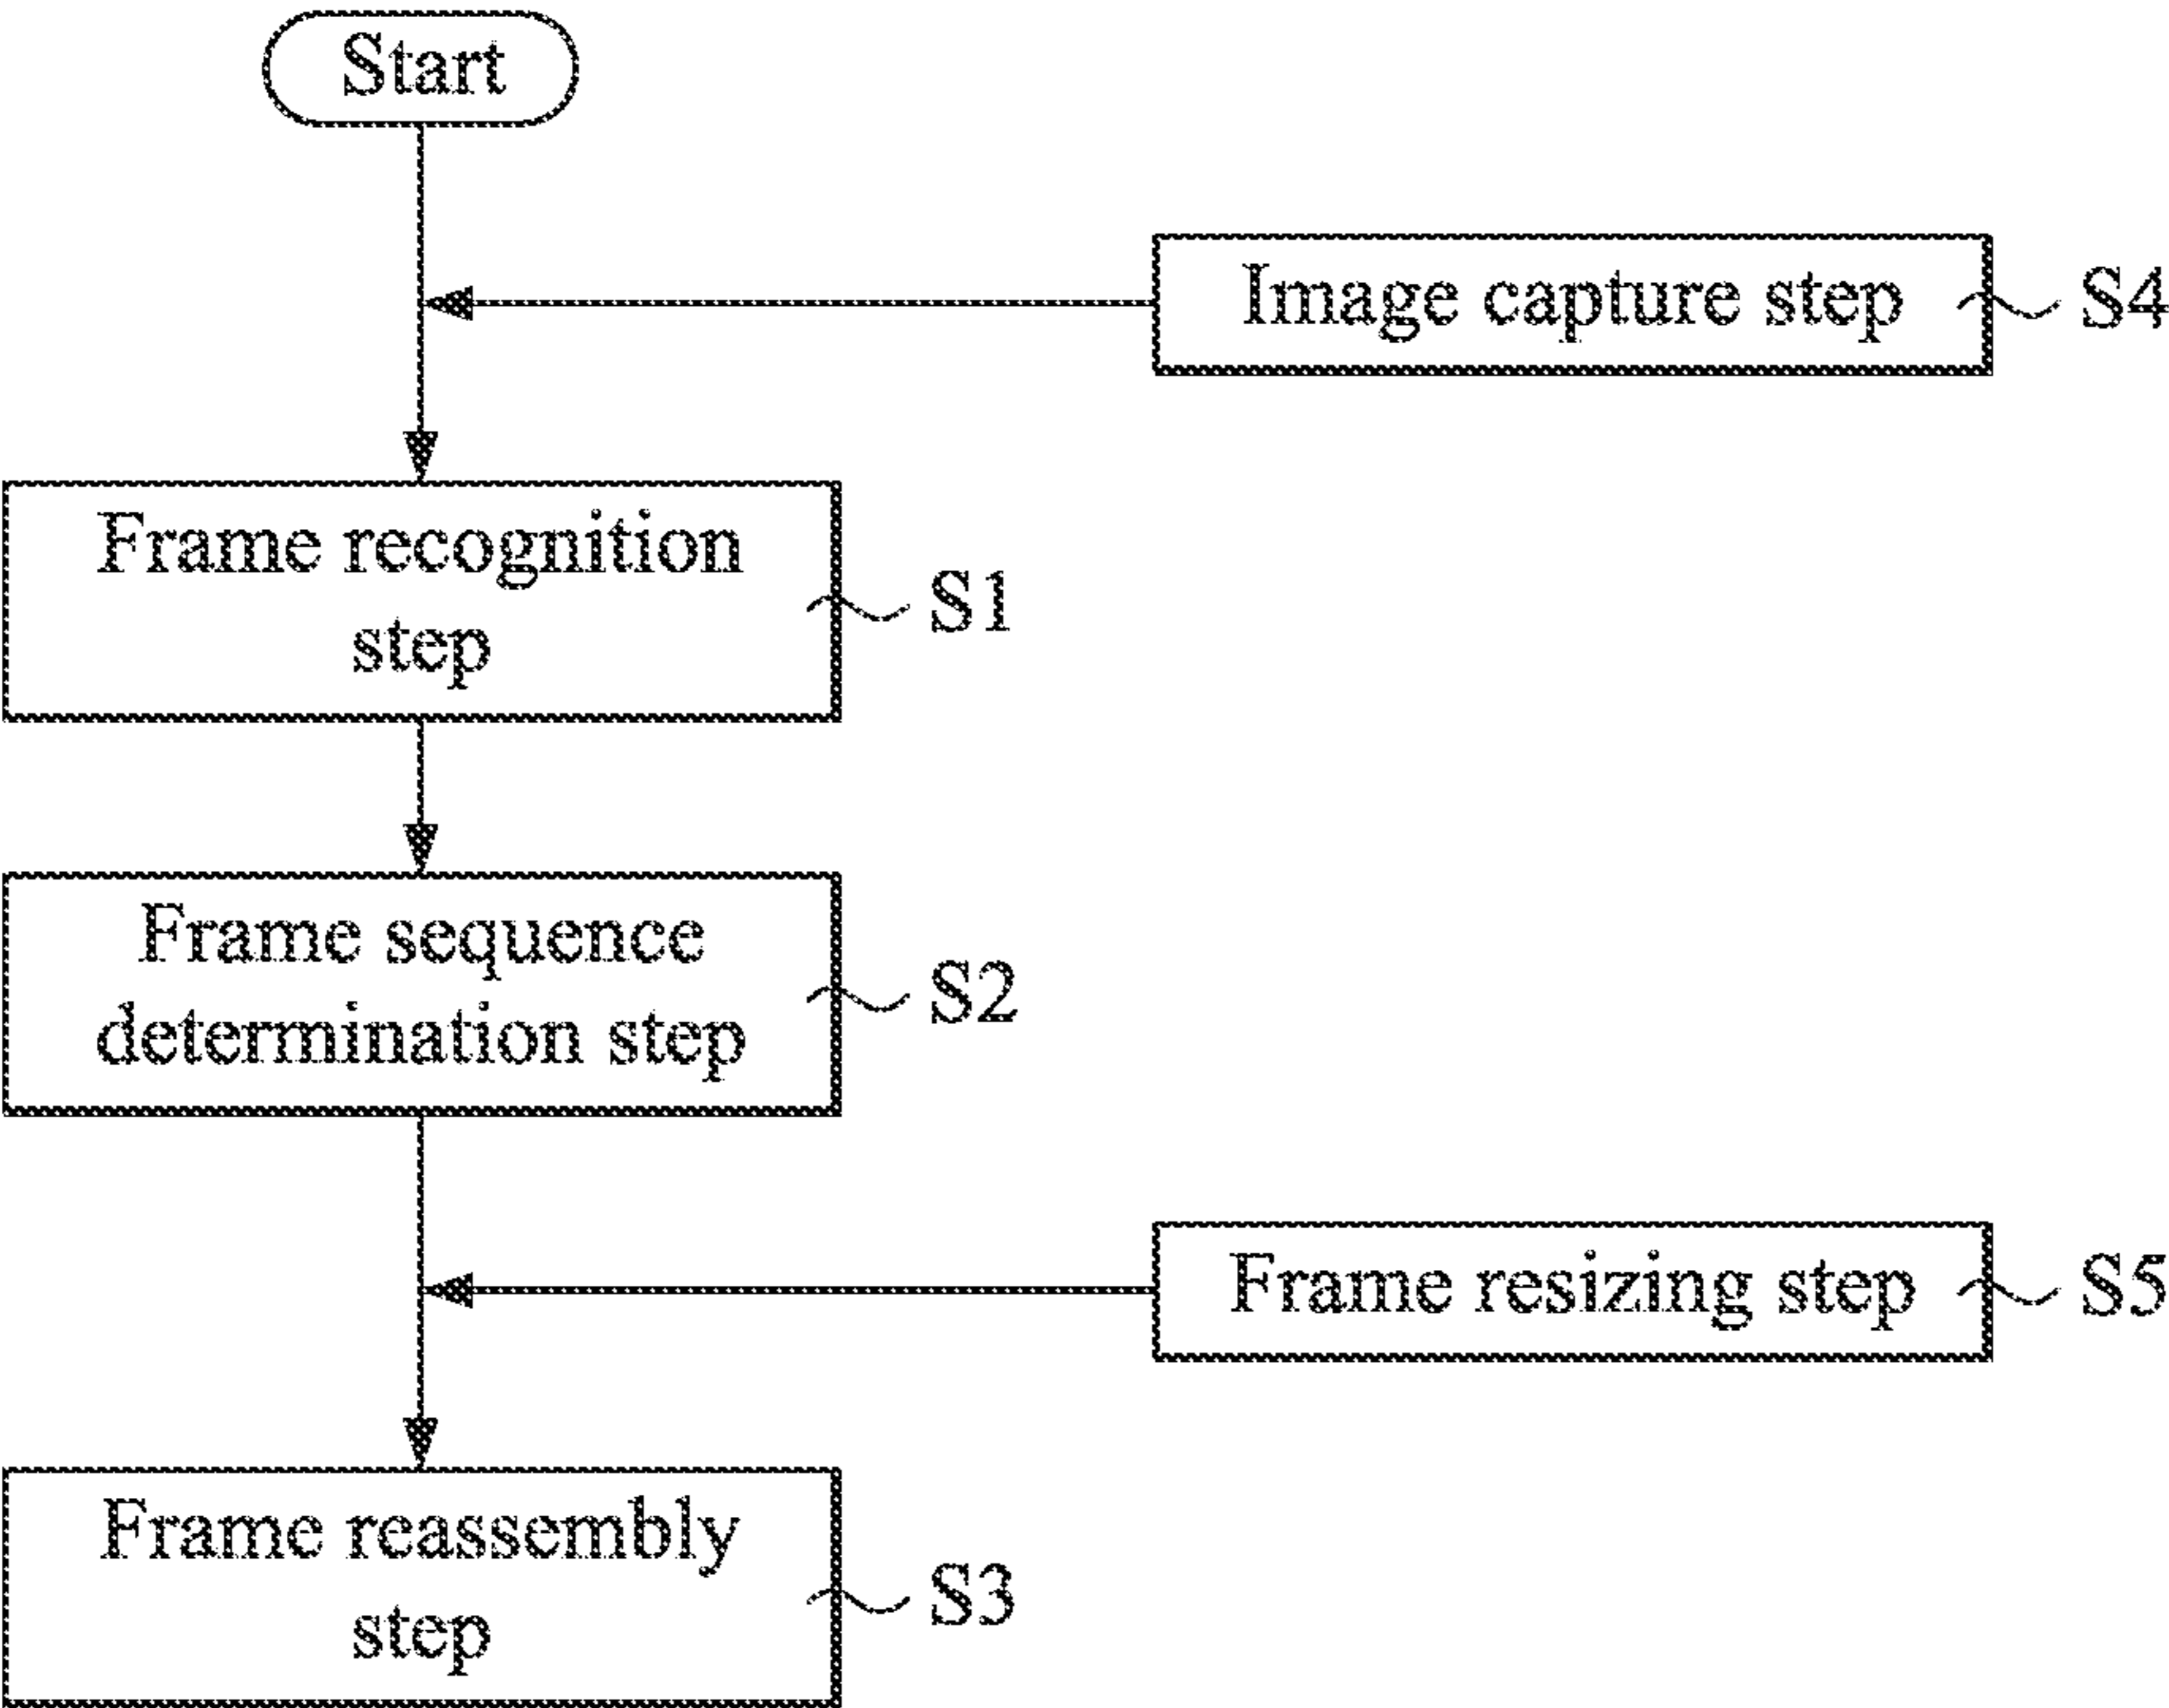 Start
Image capture step
S4
Frame recognition
step
S1
Frame sequence
determination step
S2
Frame resizing step
S5
Frame reassembly
step
S3